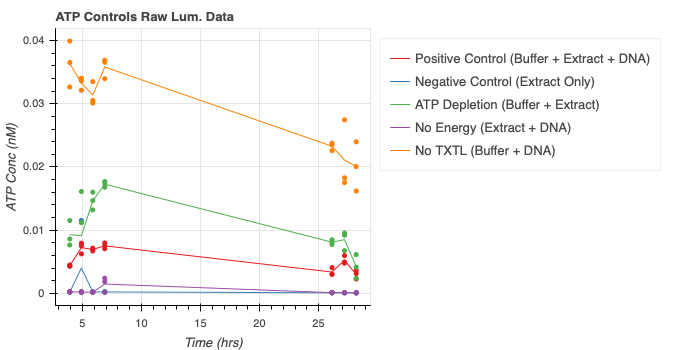 ATP Controls Raw Lum. Data
0.04
0.03
0.02
0.01
0
ATP Conc (nM)
5
10
15
20
25
Time (hrs)
Positive Control (Buffer + Extract + DNA)
Negative Control (Extract Only)
ATP Depletion (Buffer + Extract)
No Energy (Extract + DNA)
No TXTL (Buffer + DNA)